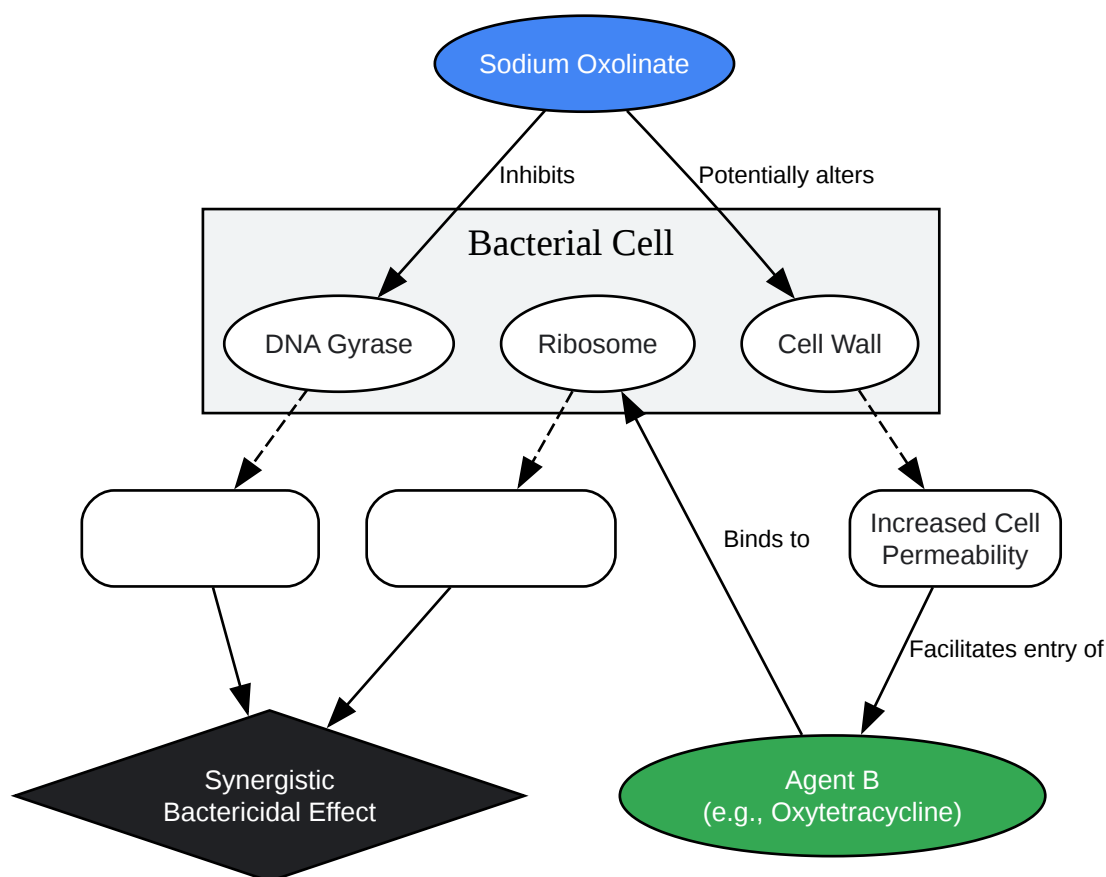 Sodium Oxolinate
Inhibits
Potentially alters
Bacterial Cell
DNA Gyrase
Ribosome
Cell Wall
Binds to
Increased Cell
Permeability
Facilitates entry of
Synergistic
Bactericidal Effect
Agent B
(e.g., Oxytetracycline)